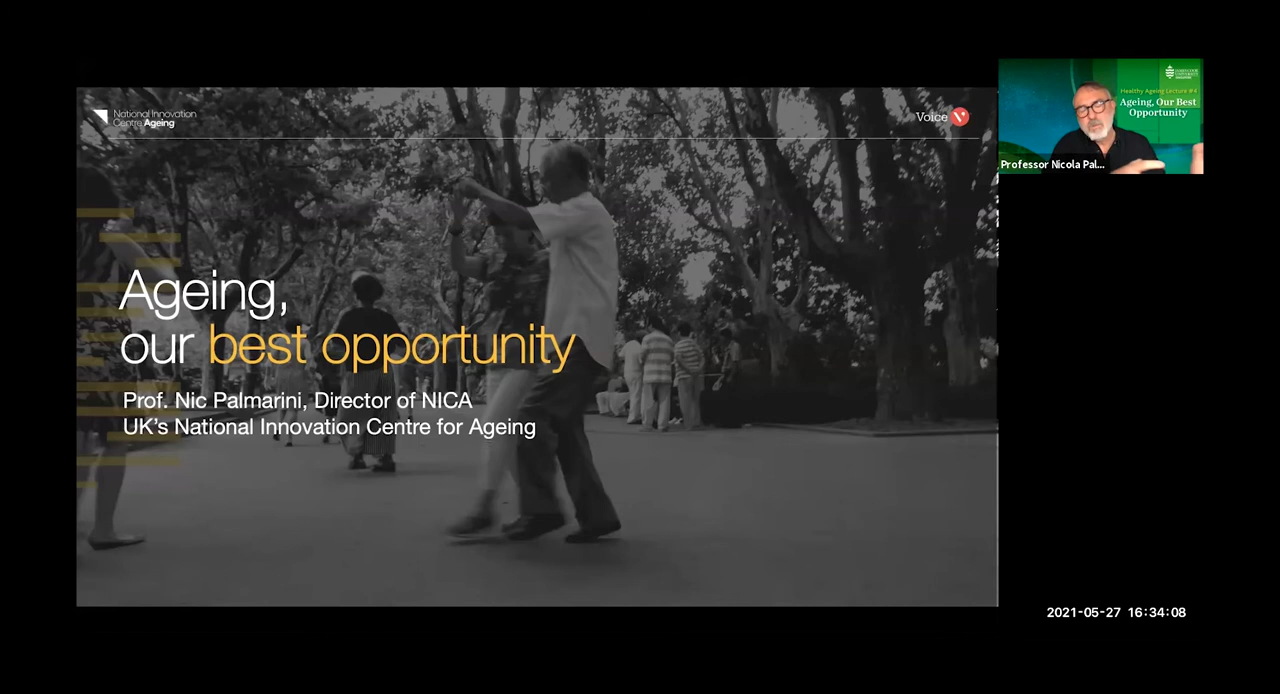 National Innovation
Centre Ageing
Voice
Ageing,
our best opportunity
Prof. Nic Palmarini, Director of NICA
UK's National Innovation Centre for Ageing
Healthy Ageing Lecture #4
Ageing, Our Best
Opportunity
Professor Nicola Pal...
2021-05-27 16:34:08